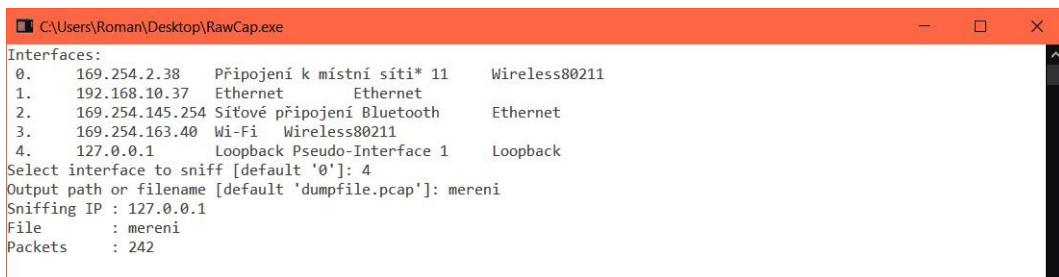 C:\Users\Roman\Desktop\RawCap.exe
Interfaces:
0. 169.254.2.38 Připojení k místní síti* 11 Wireless80211
1. 192.168.10.37 Ethernet Ethernet
2. 169.254.145.254 Síťové připojení Bluetooth Ethernet
3. 169.254.163.40 Wi-Fi Wireless80211
4. 127.0.0.1 Loopback Pseudo-Interface 1 Loopback
Select interface to sniff [default '0']: 4
Output path or filename [default 'dumpfile.pcap']: mereni
Sniffing IP : 127.0.0.1
File : mereni
Packets : 242